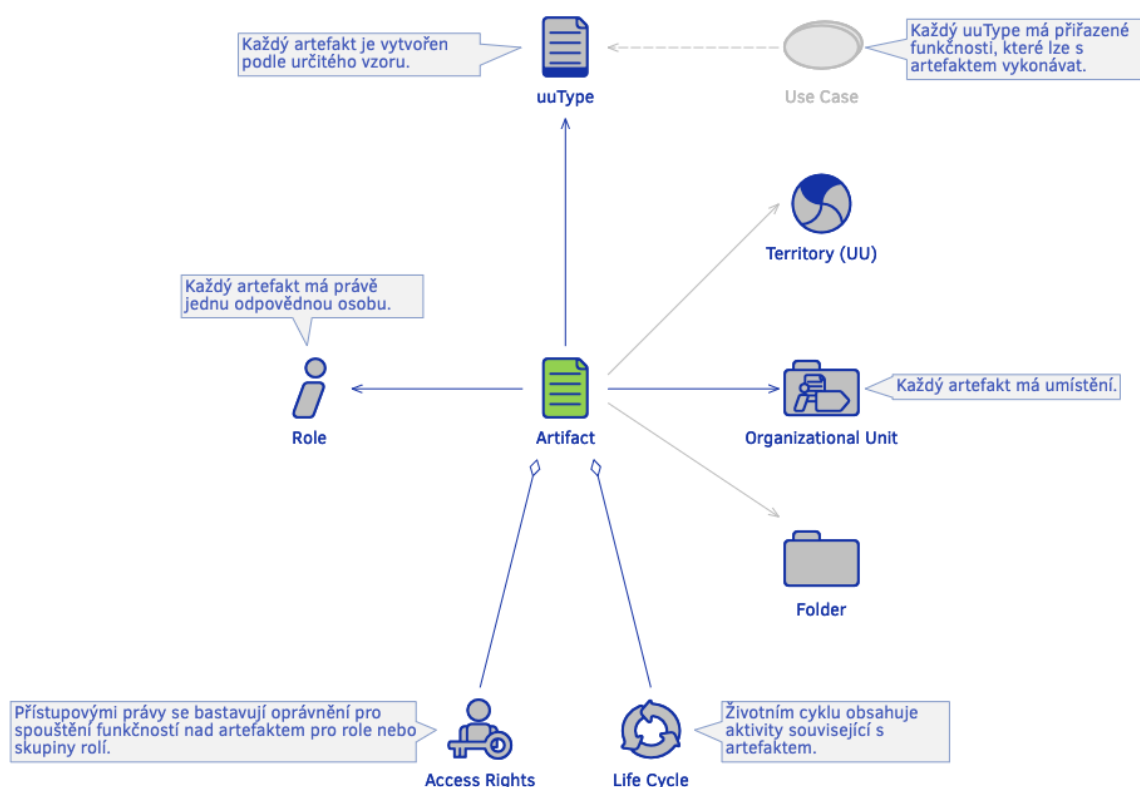 Každý artefakt je vytvořen
podle určitého vzoru.
uuType
Use Case
Každý uuType má přiřazené
funkčnosti, které lze s
artefaktem vykonávat.
Territory (UU)
Každý artefakt má právě
jednu odpovědnou osobu.
Role
Artifact
Organizational Unit
Každý artefakt má umístění.
Folder
Přístupovými právy se bastavují oprávnění pro
spouštění funkčností nad artefaktem pro role nebo
skupiny rolí.
Access Rights
Life Cycle
Životním cyklu obsahuje
aktivity související s
artefaktem.